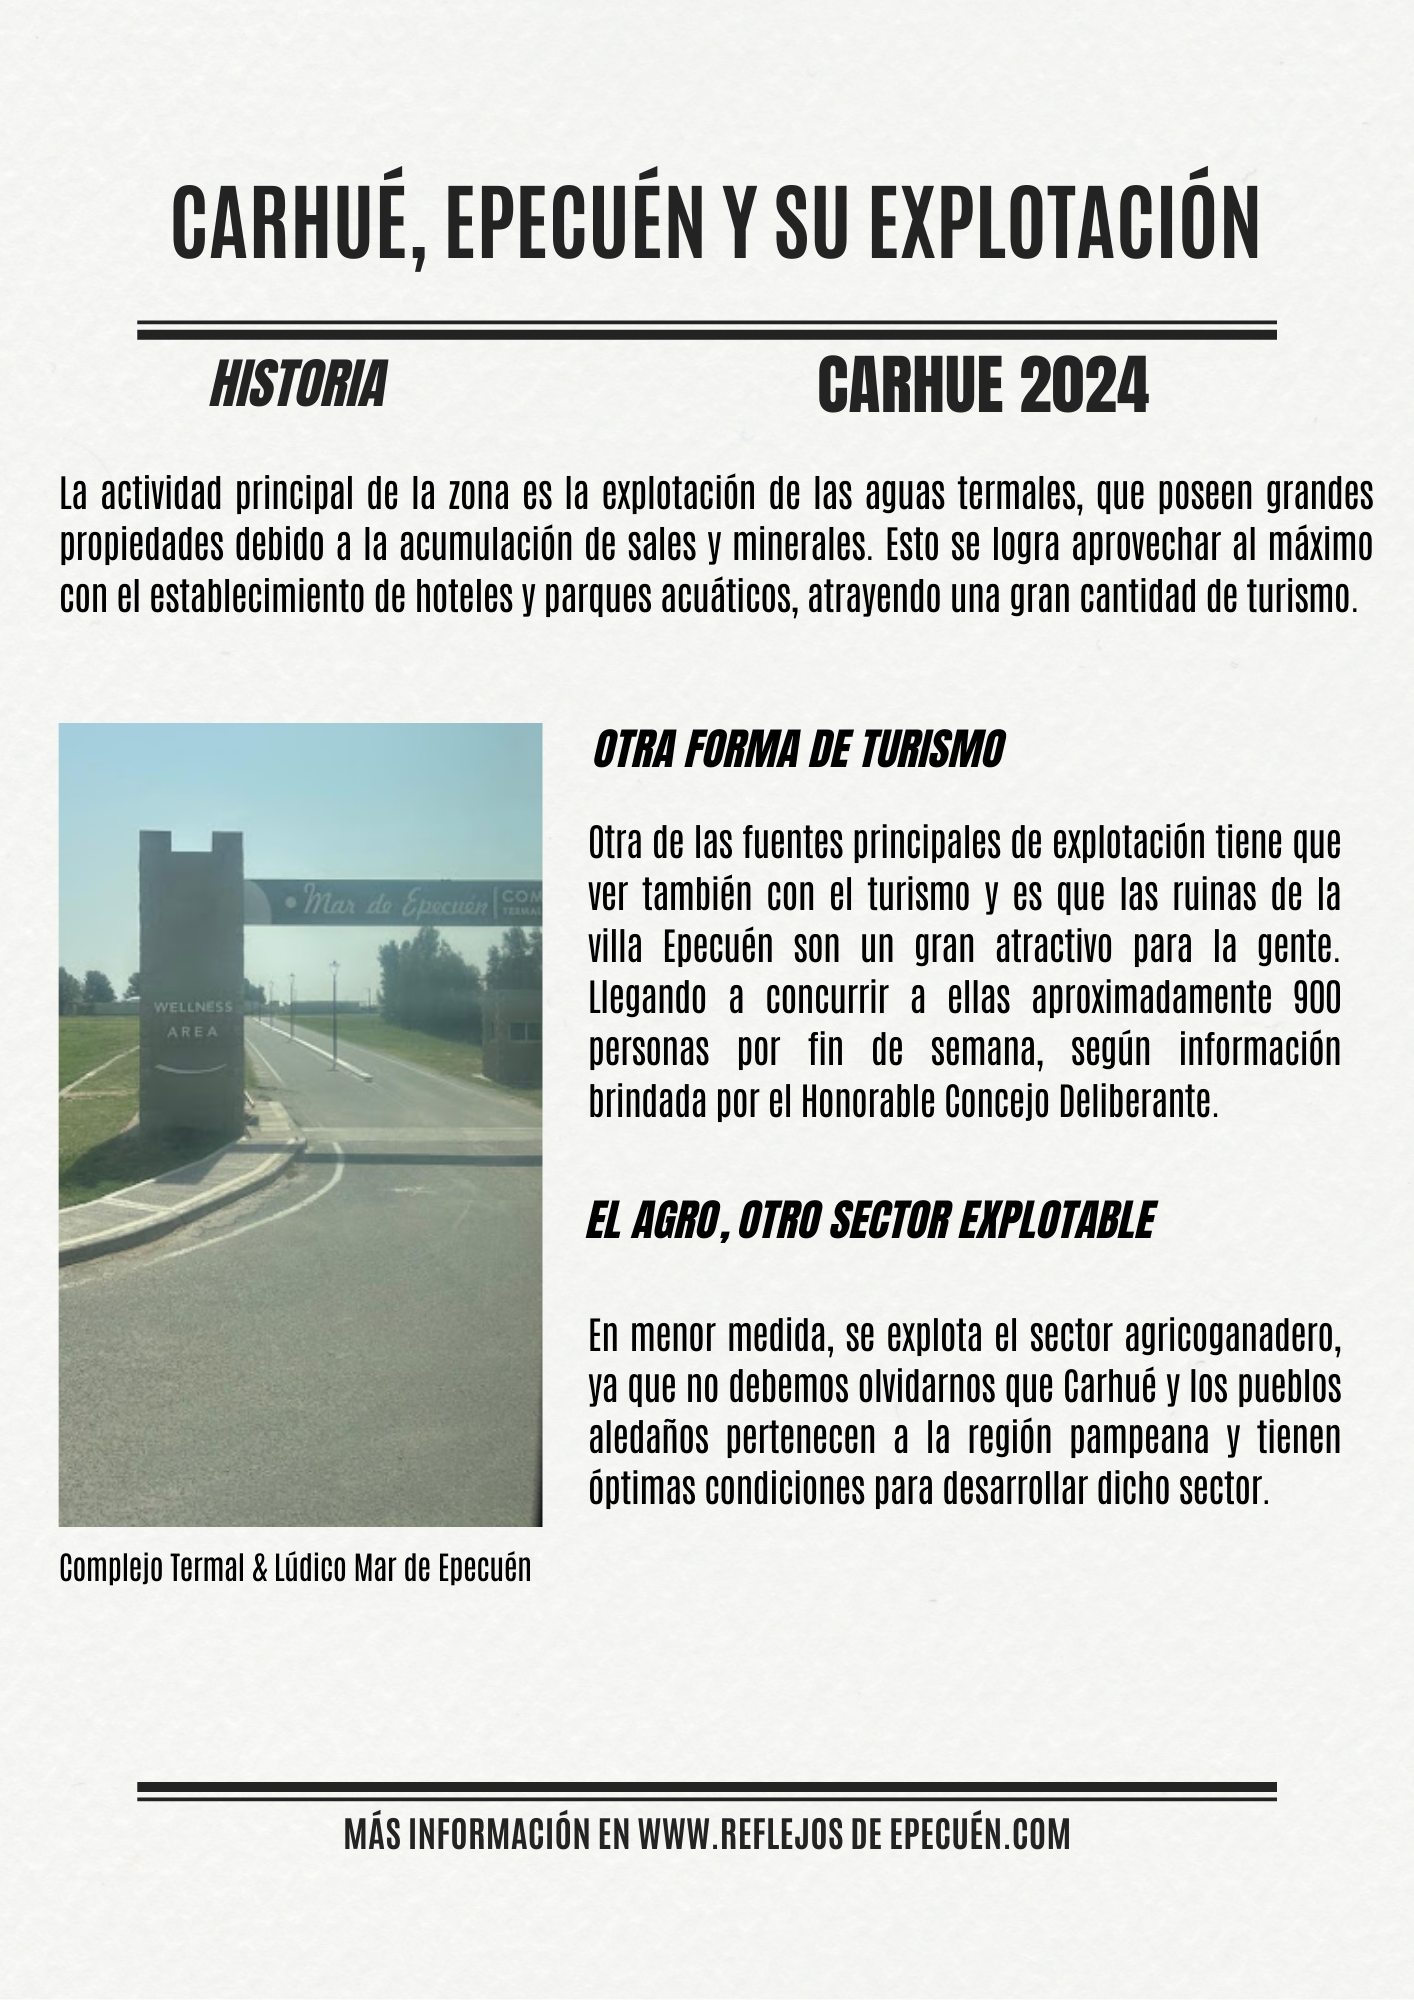 CARHUÉ, EPECUÉN Y SU EXPLOTACIÓN
HISTORIA
CARHUE 2024
La actividad principal de la zona es la explotación de las aguas termales, que poseen grandes
propiedades debido a la acumulación de sales y minerales. Esto se logra aprovechar al máximo
con el establecimiento de hoteles y parques acuáticos, atrayendo una gran cantidad de turismo.
Mar de Epecuén
WELLNESS
AREA
Complejo Termal & Lúdico Mar de Epecuén
OTRA FORMA DE TURISMO
Otra de las fuentes principales de explotación tiene que
ver también con el turismo y es que las ruinas de la
villa Epecuén son un gran atractivo para la gente.
Llegando a concurrir a ellas aproximadamente 900
personas por fin de semana, según información
brindada por el Honorable Concejo Deliberante.
EL AGRO, OTRO SECTOR EXPLOTABLE
En menor medida, se explota el sector agricoganadero,
ya que no debemos olvidarnos que Carhué y los pueblos
aledaños pertenecen a la región pampeana y tienen
óptimas condiciones para desarrollar dicho sector.
MÁS INFORMACIÓN EN WWW.REFLEJOS DE EPECUÉN.COM